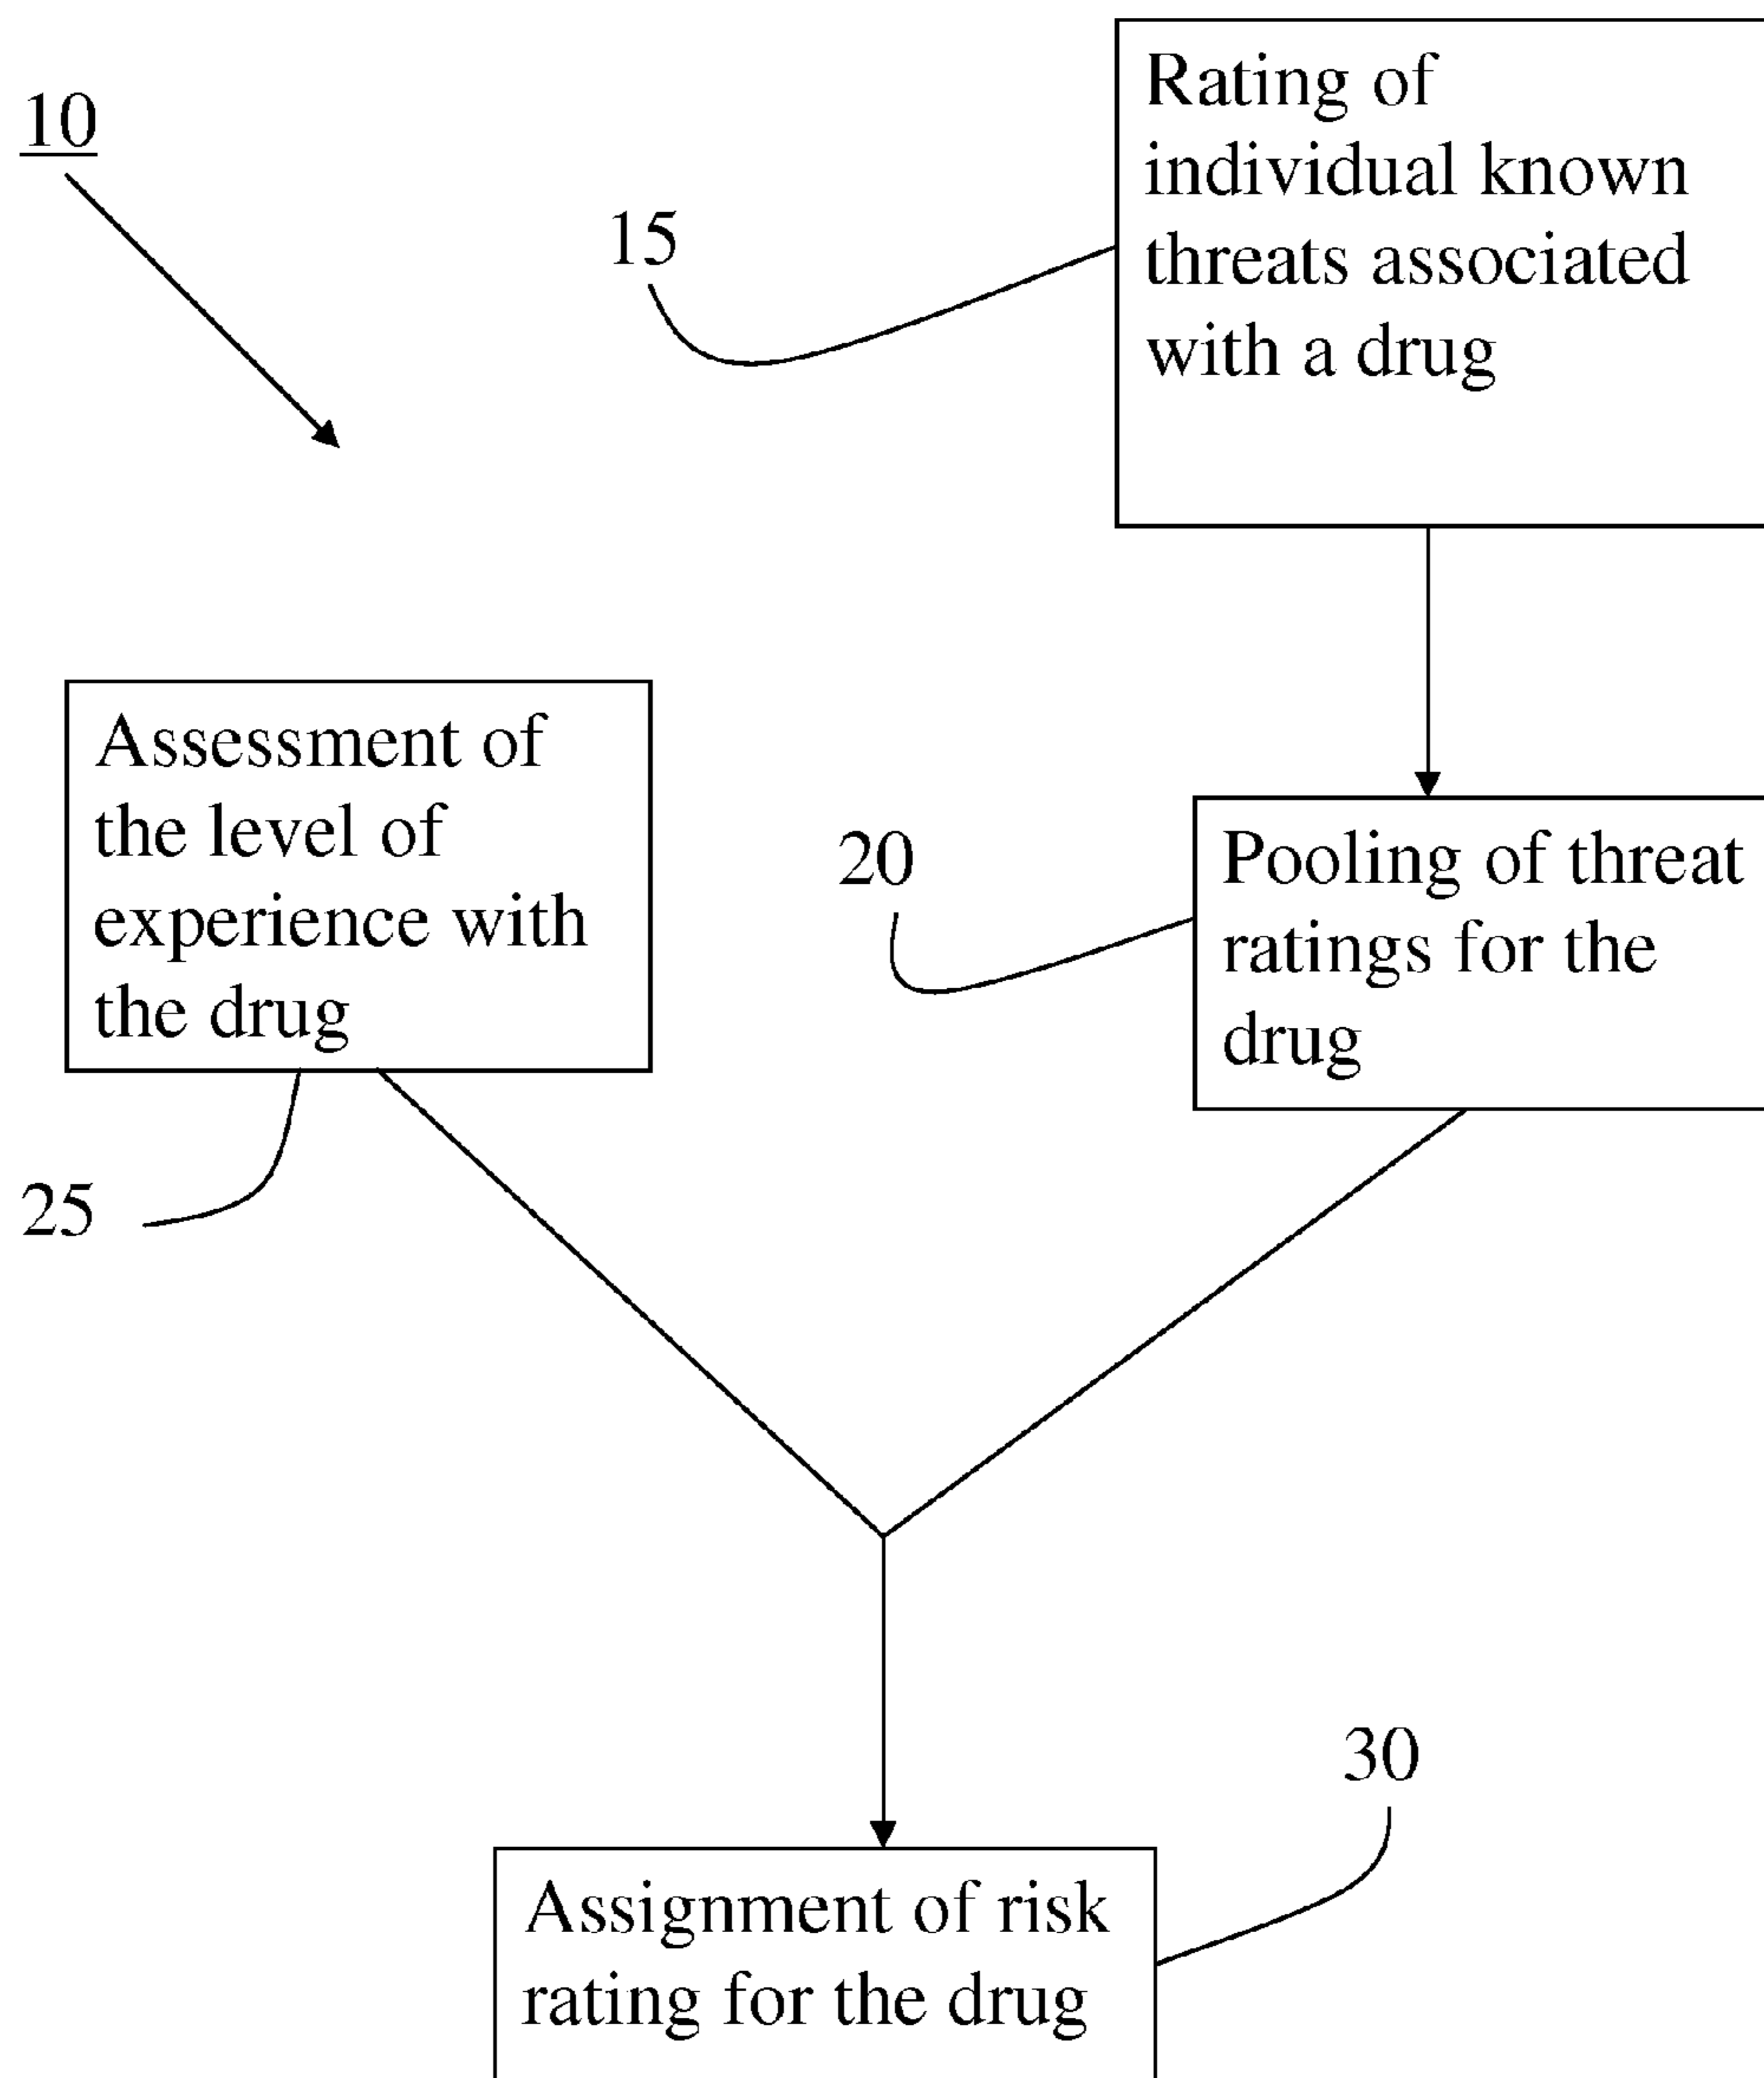 10
Rating of
individual known
threats associated
with a drug
15
Assessment of
the level of
experience with
the drug
20
Pooling of threat
ratings for the
drug
25
30
Assignment of risk
rating for the drug